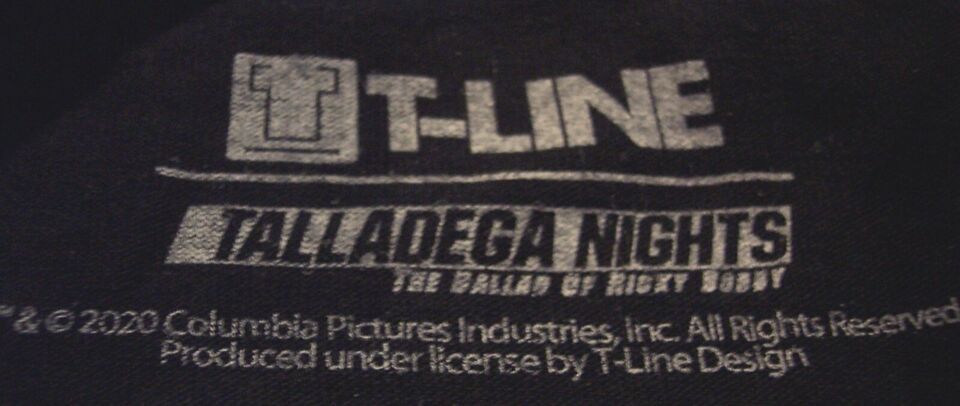 T T-LINE
TALLADEGA NIGHTS
THE BALLAD OF RICKY BOBBY
™ & © 2020 Columbia Pictures Industries, Inc. All Rights Reserved
Produced under license by T-Line Design